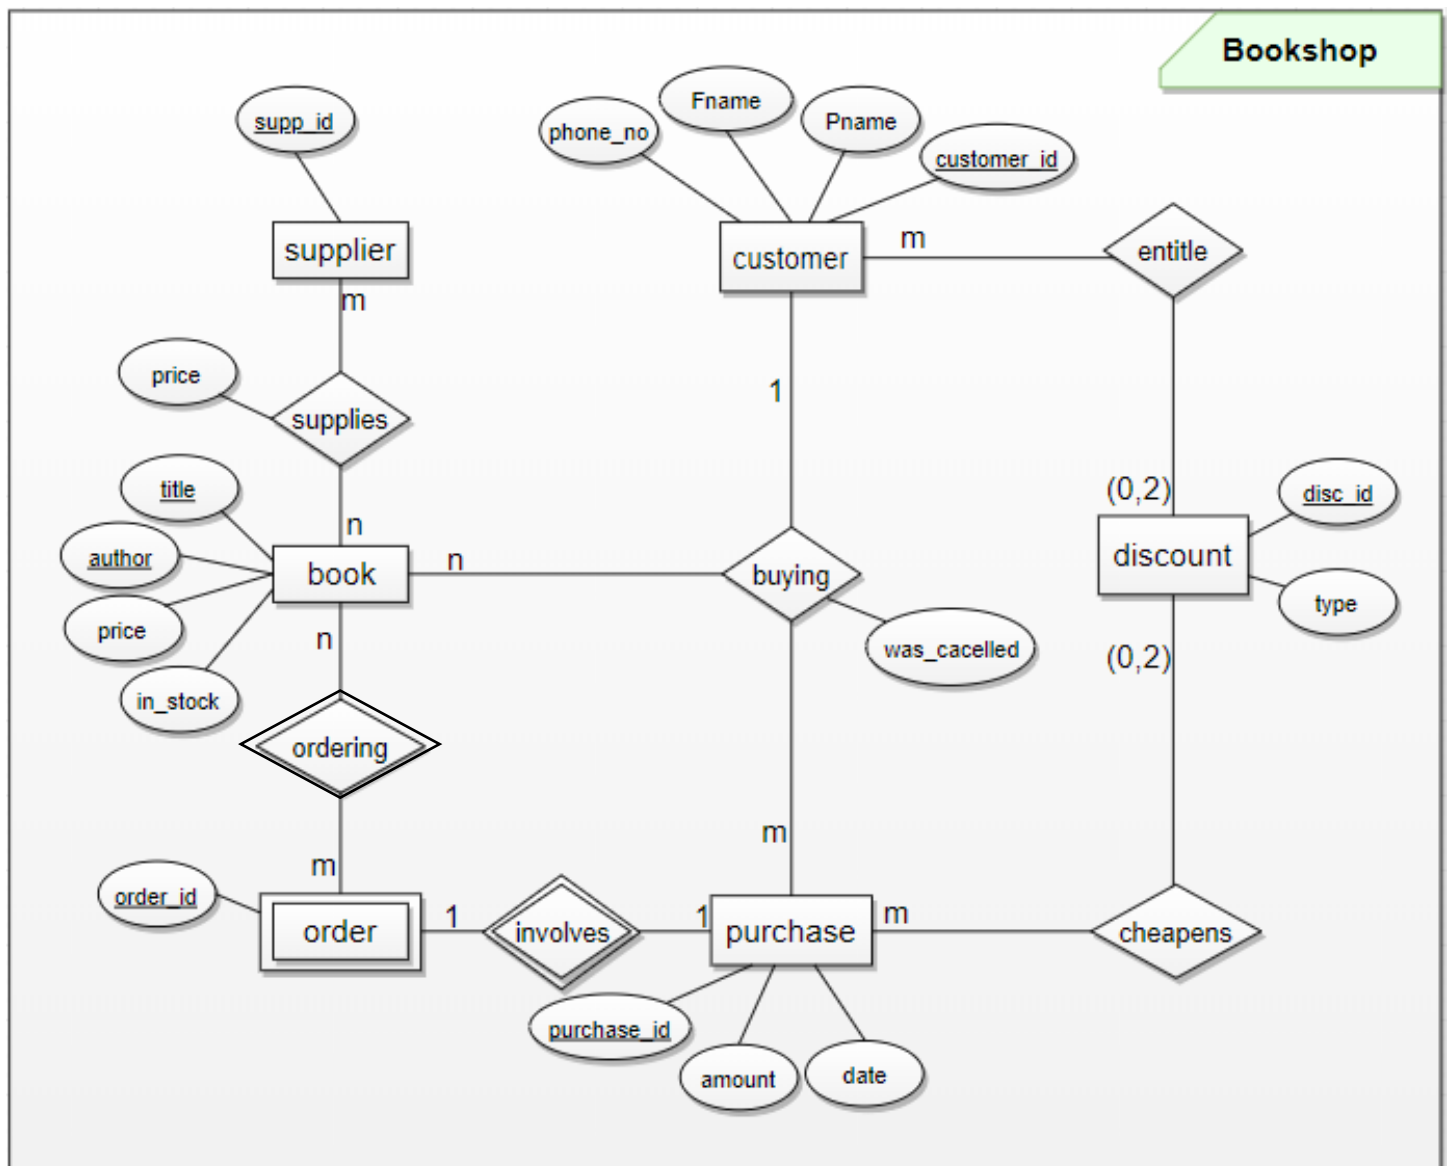 Bookshop
supp_id
phone_no
Fname
Pname
customer_id
supplier
customer
m
entitle
m
price
supplies
1
title
n
(0,2)
disc_id
author
book
n
buying
discount
type
price
n
was_cacelled
(0,2)
in_stock
ordering
m
m
order_id
order
1
involves
1
purchase
m
cheapens
purchase_id
amount
date